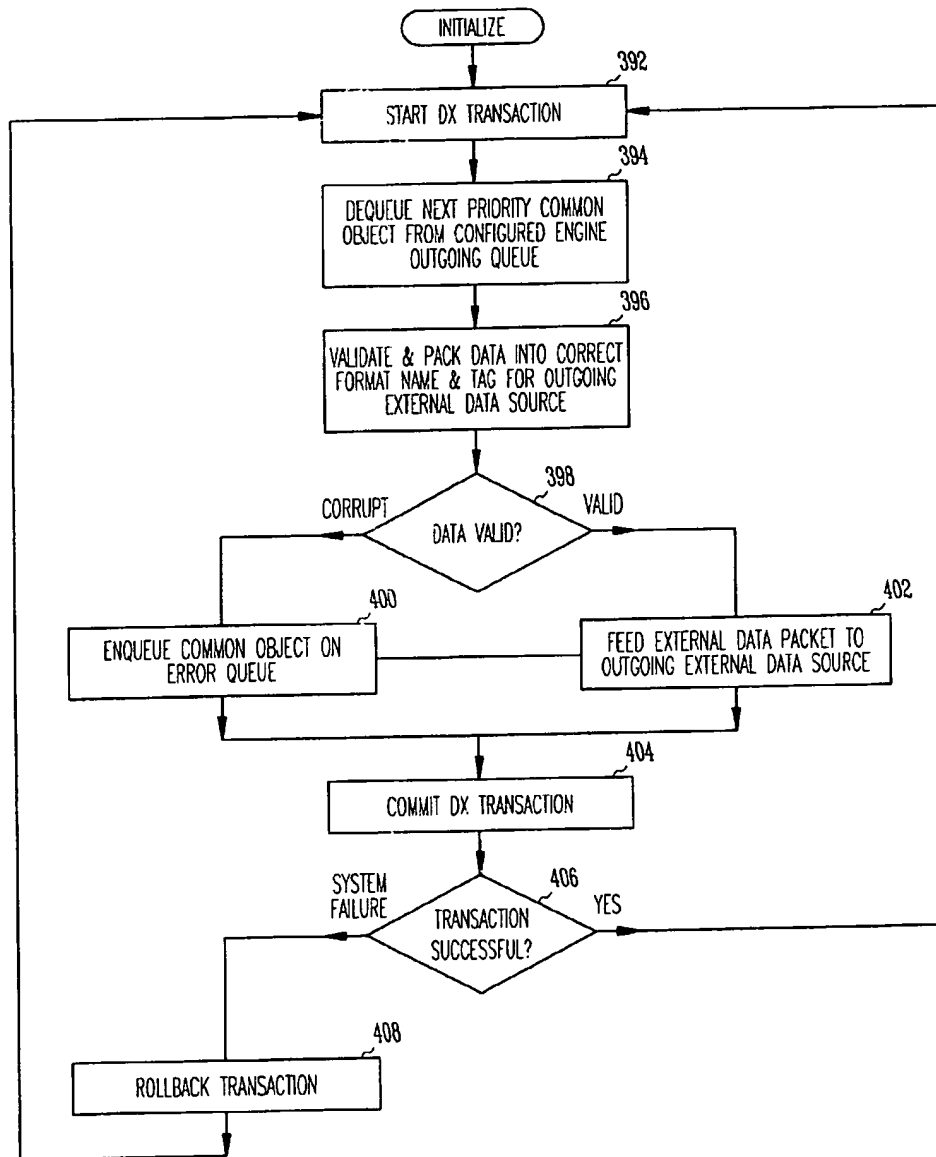 INITIALIZE
392
START DX TRANSACTION
394
DEQUEUE NEXT PRIORITY COMMON
OBJECT FROM CONFIGURED ENGINE
OUTGOING QUEUE
396
VALIDATE & PACK DATA INTO CORRECT
FORMAT NAME & TAG FOR OUTGOING
EXTERNAL DATA SOURCE
398
CORRUPT
VALID
DATA VALID?
400
402
ENQUEUE COMMON OBJECT ON
ERROR QUEUE
FEED EXTERNAL DATA PACKET TO
OUTGOING EXTERNAL DATA SOURCE
404
COMMIT DX TRANSACTION
406
SYSTEM
FAILURE
YES
TRANSACTION
SUCCESSFUL?
408
ROLLBACK TRANSACTION